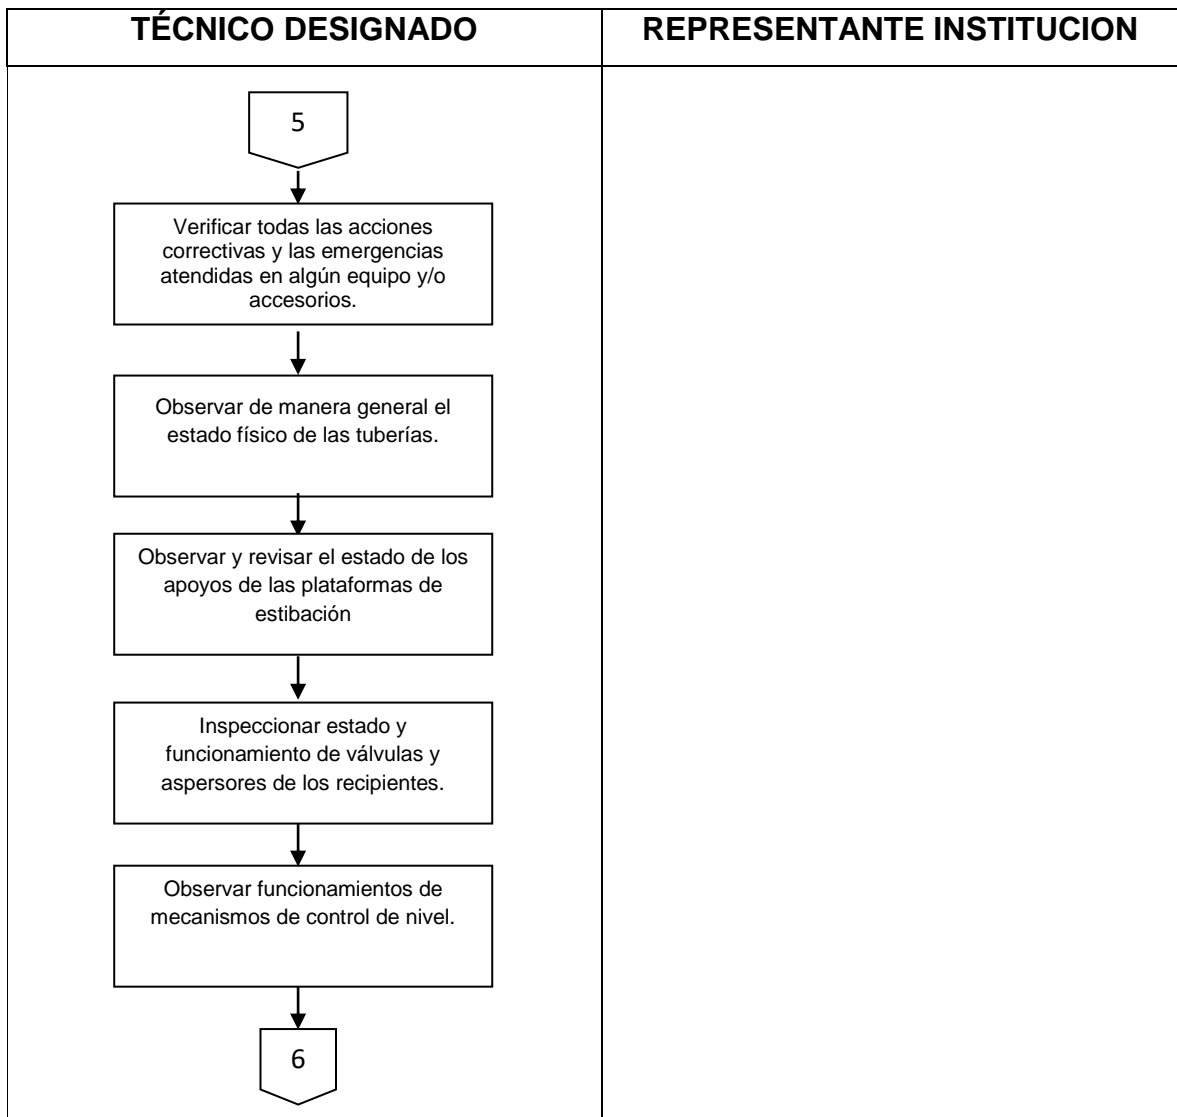 TÉCNICO DESIGNADO
REPRESENTANTE INSTITUCION
5
Verificar todas las acciones
correctivas y las emergencias
atendidas en algún equipo y/o
accesorios.
Observar de manera general el
estado físico de las tuberías.
Observar y revisar el estado de los
apoyos de las plataformas de
estibación
Inspeccionar estado y
funcionamiento de válvulas y
aspersores de los recipientes.
Observar funcionamientos de
mecanismos de control de nivel.
6